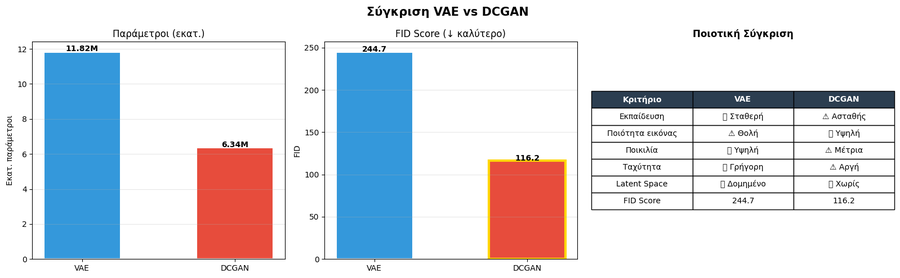 Σύγκριση VAE vs DCGAN
Παράμετροι (εκατ.)
Εκατ. παράμετροι
12
10
8
6
4
2
0
11.82M
6.34M
VAE
DCGAN
FID Score (↓ καλύτερο)
FID
250
200
150
100
50
0
244.7
116.2
VAE
DCGAN
Ποιοτική Σύγκριση
Κριτήριο VAE DCGAN
Εκπαίδευση ▯ Σταθερή ⚠ Ασταθής
Ποιότητα εικόνας ⚠ Θολή ▯ Υψηλή
Ποικιλία ▯ Υψηλή ⚠ Μέτρια
Ταχύτητα ▯ Γρήγορη ⚠ Αργή
Latent Space ▯ Δομημένο ▯ Χωρίς
FID Score 244.7 116.2